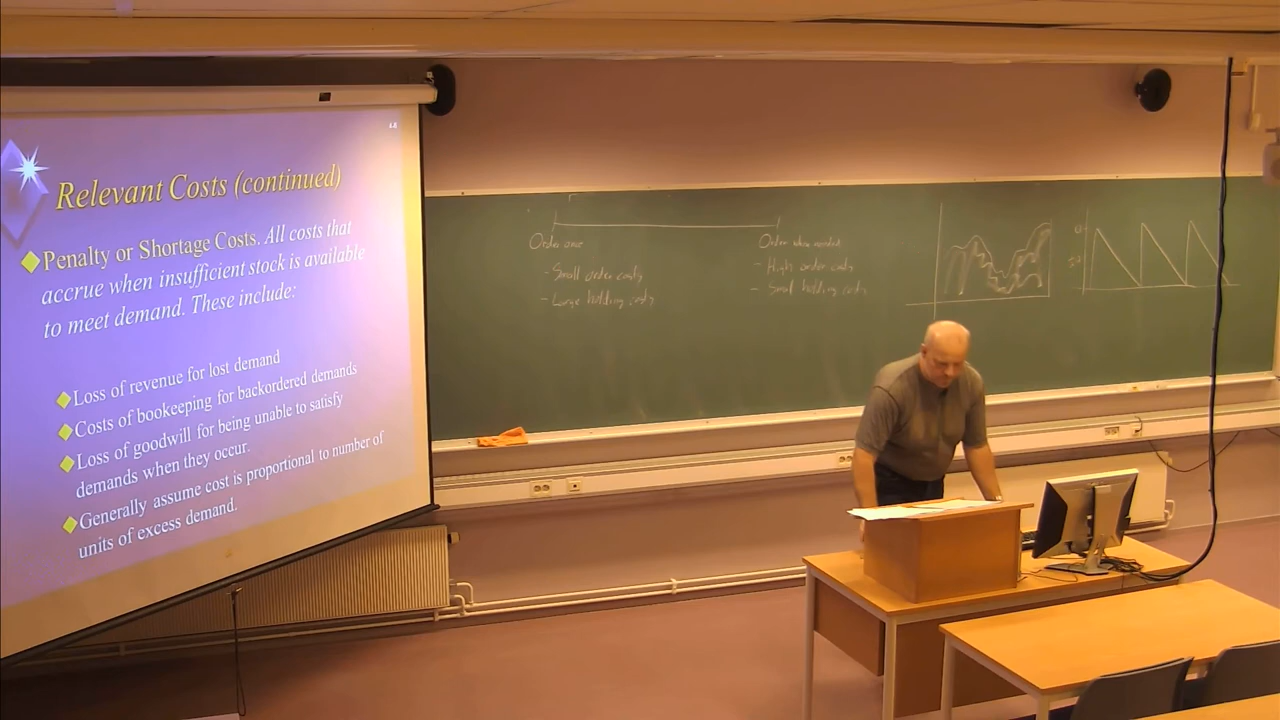 Relevant Costs (continued)
Penalty or Shortage Costs. All costs that
accrue when insufficient stock is available
to meet demand. These include:
Loss of revenue for lost demand
Costs of bookeeping for backordered demands
Loss of goodwill for being unable to satisfy
demands when they occur.
Generally assume cost is proportional to number of
units of excess demand.
Order once
- Small order costs
- Large holding costs
Order when needed
- High order costs
- Small holding costs